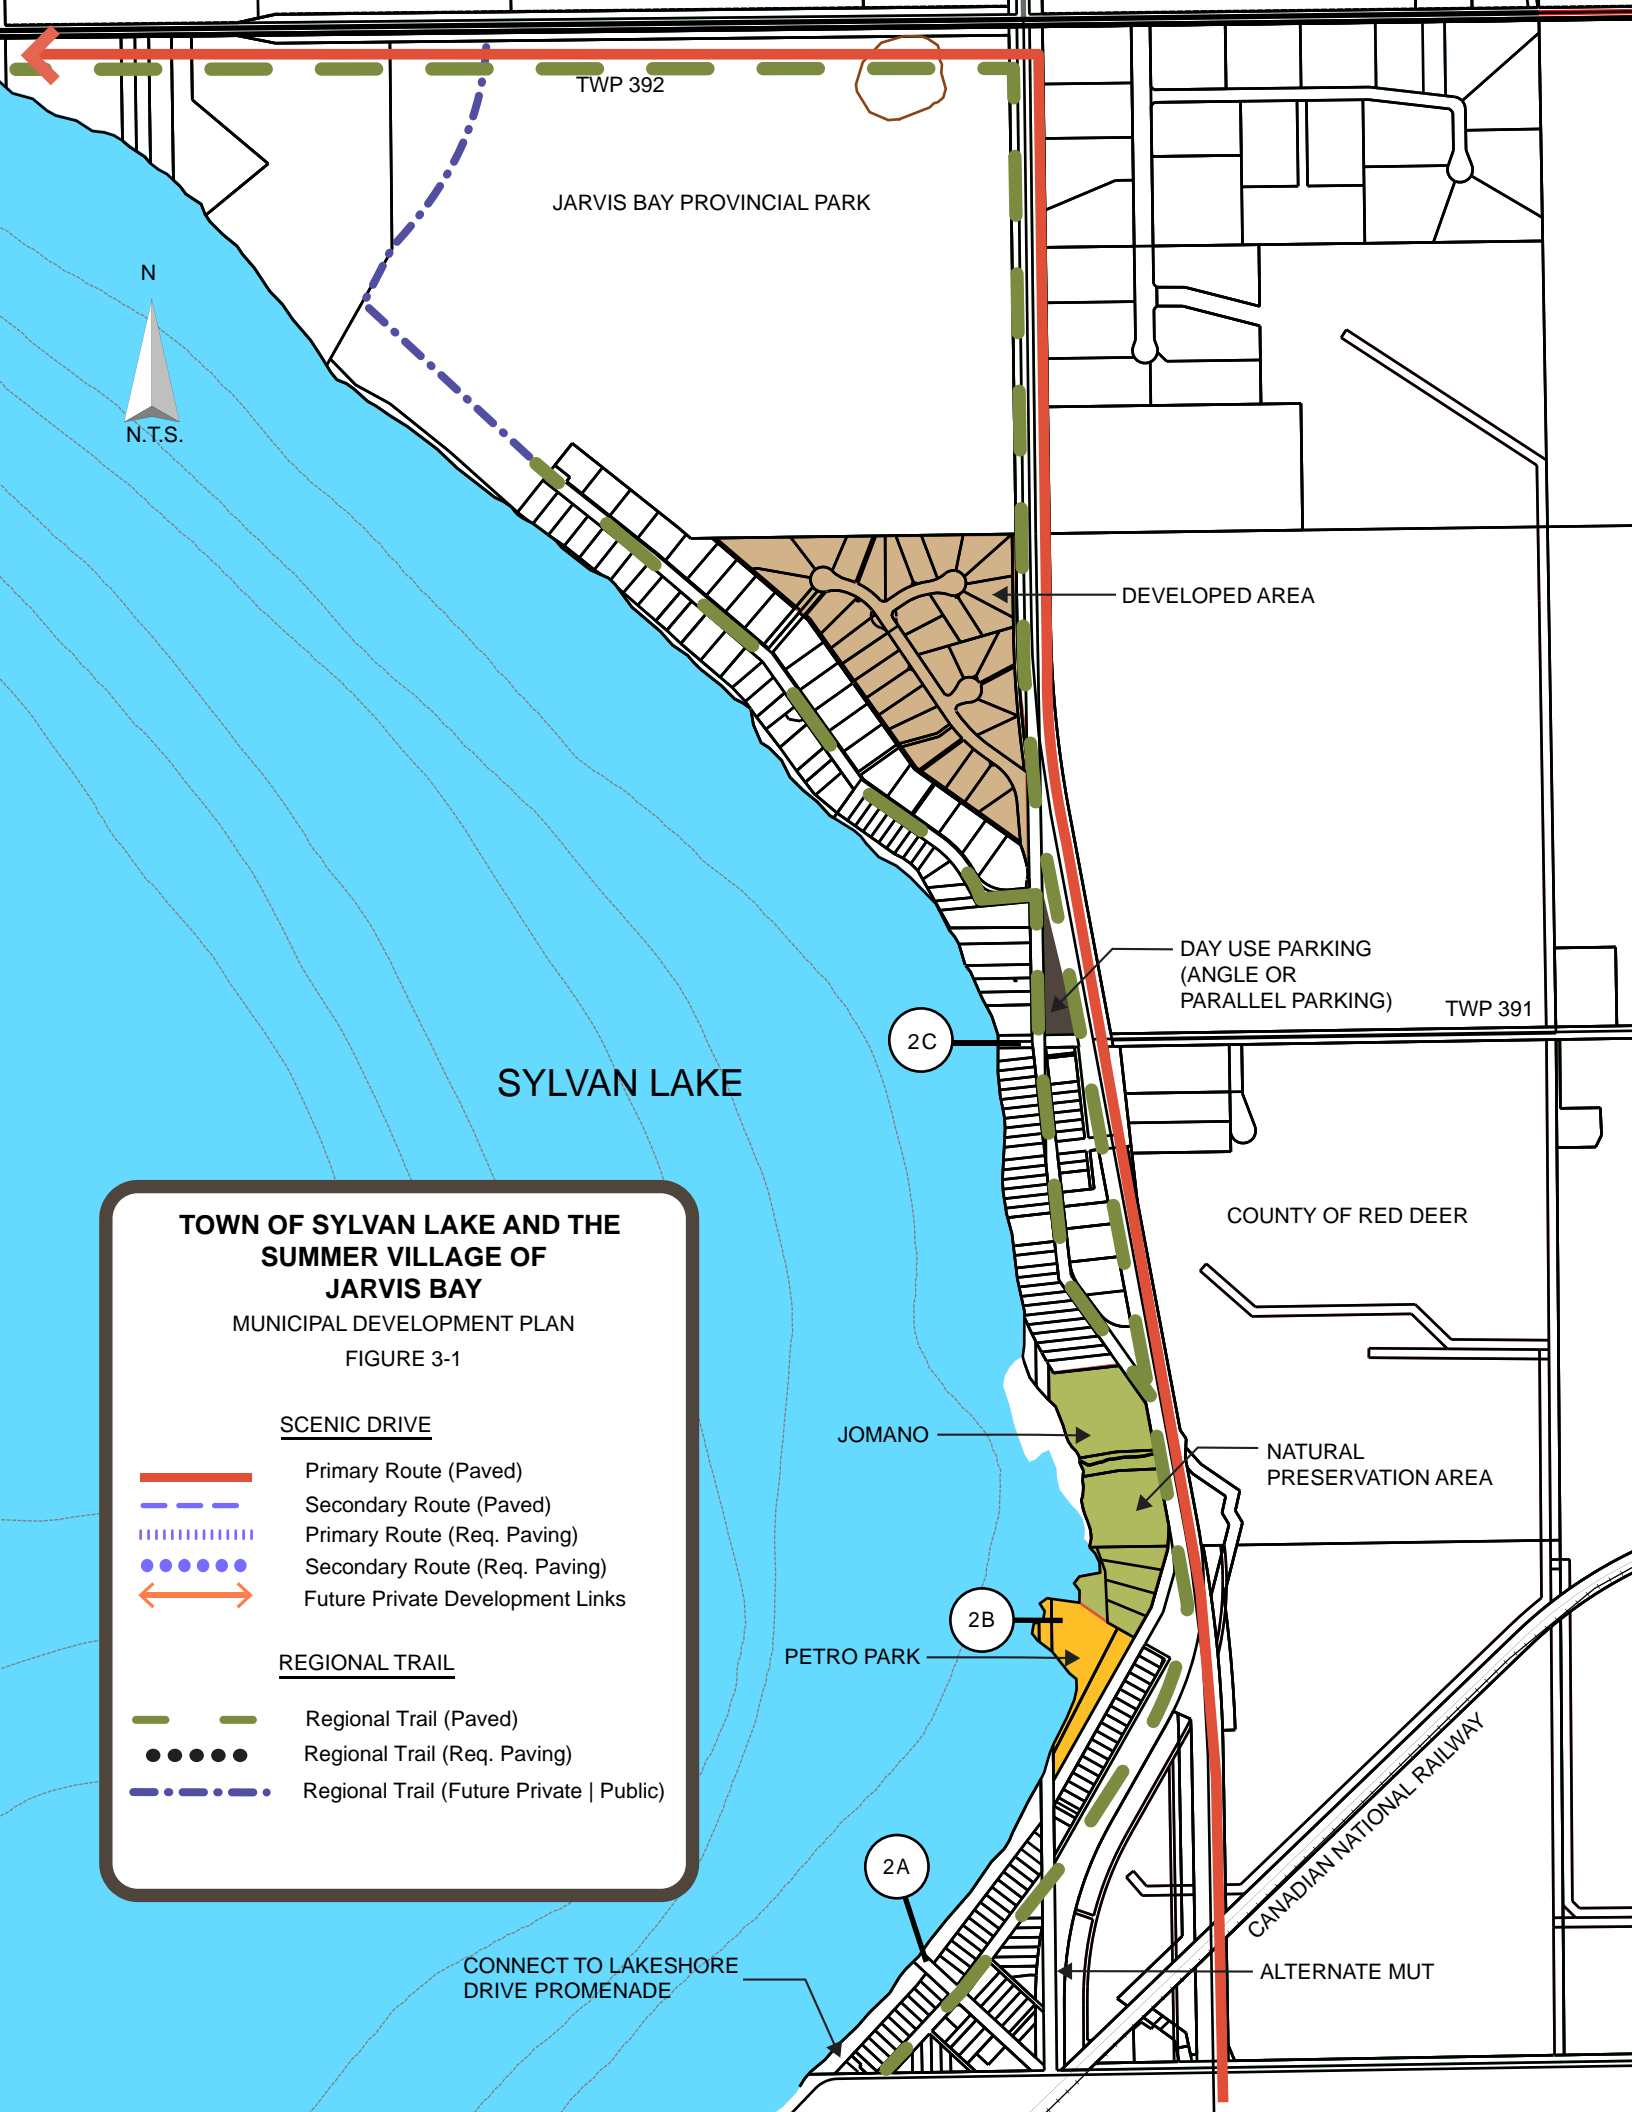 TWP 392
JARVIS BAY PROVINCIAL PARK
N
N.T.S.
DEVELOPED AREA
DAY USE PARKING
(ANGLE OR
PARALLEL PARKING)
TWP 391
2C
SYLVAN LAKE
COUNTY OF RED DEER
TOWN OF SYLVAN LAKE AND THE
SUMMER VILLAGE OF
JARVIS BAY
MUNICIPAL DEVELOPMENT PLAN
FIGURE 3-1
SCENIC DRIVE
Primary Route (Paved)
Secondary Route (Paved)
Primary Route (Req. Paving)
Secondary Route (Req. Paving)
Future Private Development Links
REGIONAL TRAIL
Regional Trail (Paved)
Regional Trail (Req. Paving)
Regional Trail (Future Private | Public)
JOMANO
NATURAL
PRESERVATION AREA
2B
PETRO PARK
CANADIAN NATIONAL RAILWAY
2A
CONNECT TO LAKESHORE
DRIVE PROMENADE
ALTERNATE MUT